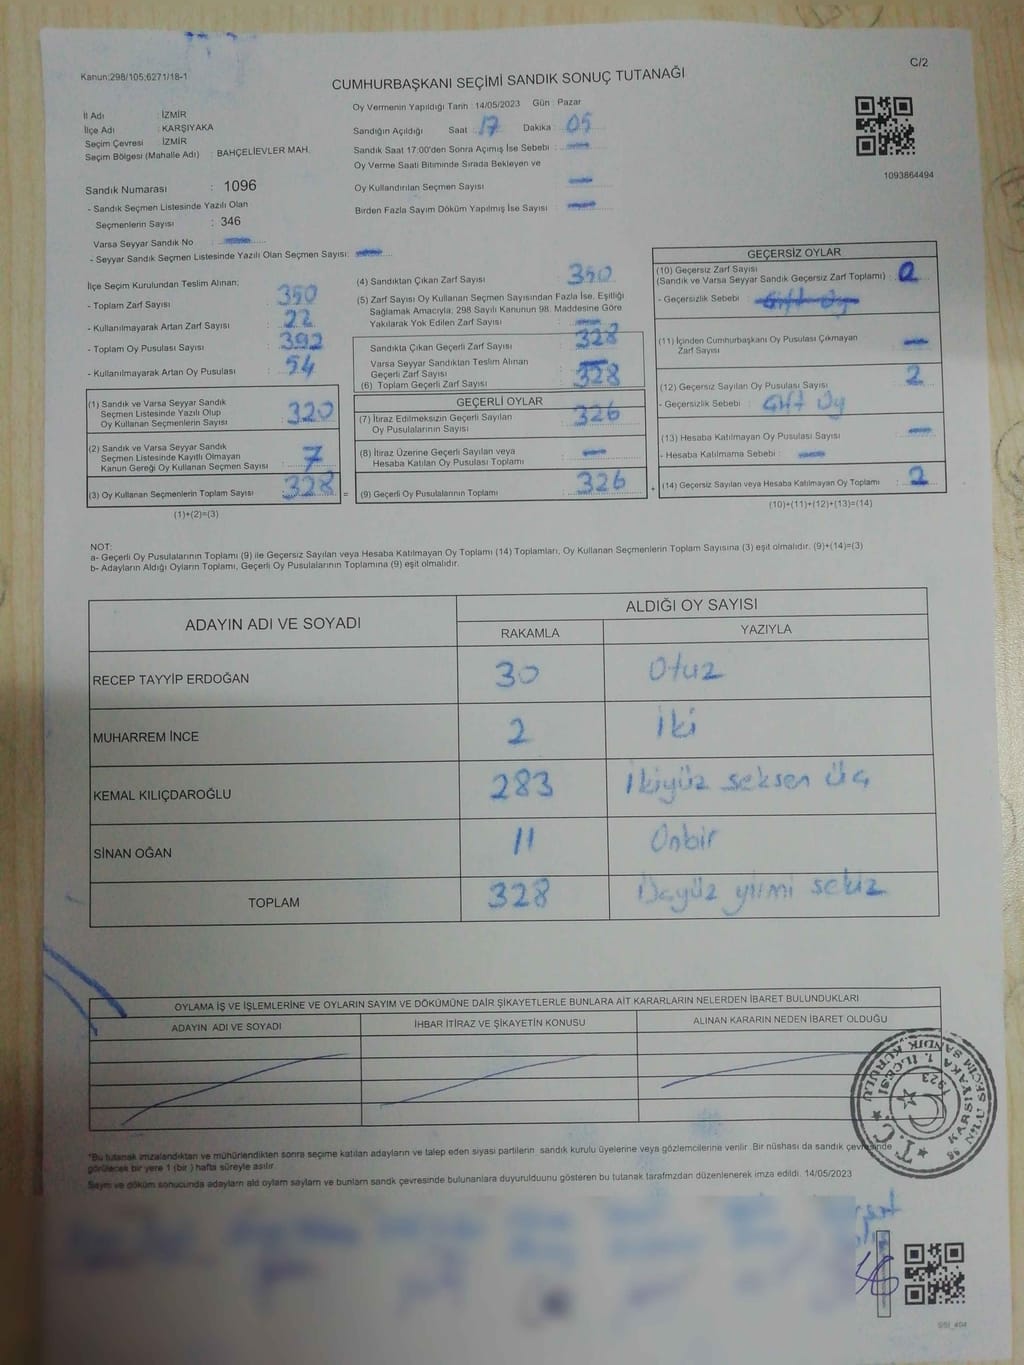 Kanun:298/105;6271/18-1
C/2
CUMHURBAŞKANI SEÇİMİ SANDIK SONUÇ TUTANAĞI
İl Adı : İZMİR
İlçe Adı : KARŞIYAKA
Seçim Çevresi İZMİR
Seçim Bölgesi (Mahalle Adı) : BAHÇELİEVLER MAH.
Oy Vermenin Yapıldığı Tarih : 14/05/2023 Gün : Pazar
Sandığın Açıldığı Saat : 17 Dakika : 05
Sandık Saat 17:00'den Sonra Açımış İse Sebebi :
Oy Verme Saati Bitiminde Sırada Bekleyen ve
Oy Kullandırılan Seçmen Sayısı
Birden Fazla Sayım Döküm Yapılmış İse Sayısı :
1093864494
Sandık Numarası : 1096
- Sandık Seçmen Listesinde Yazılı Olan
Seçmenlerin Sayısı : 346
Varsa Seyyar Sandık No :
- Seyyar Sandık Seçmen Listesinde Yazılı Olan Seçmen Sayısı:
İlçe Seçim Kurulundan Teslim Alınan:
- Toplam Zarf Sayısı : 350
- Kullanılmayarak Artan Zarf Sayısı : 22
- Toplam Oy Pusulası Sayısı : 392
- Kullanılmayarak Artan Oy Pusulası : 54
(1) Sandık ve Varsa Seyyar Sandık
Seçmen Listesinde Yazılı Olup
Oy Kullanan Seçmenlerin Sayısı : 320
(2) Sandık ve Varsa Seyyar Sandık
Seçmen Listesinde Kayıtlı Olmayan
Kanun Gereği Oy Kullanan Seçmen Sayısı : 7
(3) Oy Kullanan Seçmenlerin Toplam Sayısı : 328 =
(1)+(2)=(3)
(4) Sandıktan Çıkan Zarf Sayısı : 350
(5) Zarf Sayısı Oy Kullanan Seçmen Sayısından Fazla İse, Eşitliği
Sağlamak Amacıyla, 298 Sayılı Kanunun 98. Maddesine Göre
Yakılarak Yok Edilen Zarf Sayısı :
Sandıkta Çıkan Geçerli Zarf Sayısı : 328
Varsa Seyyar Sandıktan Teslim Alınan
Geçerli Zarf Sayısı
(6) Toplam Geçerli Zarf Sayısı : 328
GEÇERLİ OYLAR
(7) İtiraz Edilmeksizin Geçerli Sayılan
Oy Pusulalarının Sayısı : 326
(8) İtiraz Üzerine Geçerli Sayılan veya
Hesaba Katılan Oy Pusulası Toplamı :
(9) Geçerli Oy Pusulalarının Toplamı : 326 +
GEÇERSİZ OYLAR
(10) Geçersiz Zarf Sayısı
(Sandık ve Varsa Seyyar Sandık Geçersiz Zarf Toplamı) : 0
- Geçersizlik Sebebi : Çift Oy
(11) İçinden Cumhurbaşkanı Oy Pusulası Çıkmayan
Zarf Sayısı
(12) Geçersiz Sayılan Oy Pusulası Sayısı : 2
- Geçersizlik Sebebi : Çift Oy
(13) Hesaba Katılmayan Oy Pusulası Sayısı :
- Hesaba Katılmama Sebebi :
(14) Geçersiz Sayılan veya Hesaba Katılmayan Oy Toplamı : 2
(10)+(11)+(12)+(13)=(14)
NOT:
a- Geçerli Oy Pusulalarının Toplamı (9) ile Geçersiz Sayılan veya Hesaba Katılmayan Oy Toplamı (14) Toplamları, Oy Kullanan Seçmenlerin Toplam Sayısına (3) eşit olmalıdır. (9)+(14)=(3)
b- Adayların Aldığı Oyların Toplamı, Geçerli Oy Pusulalarının Toplamına (9) eşit olmalıdır.
ADAYIN ADI VE SOYADI ALDIĞI OY SAYISI
RAKAMLA YAZIYLA
RECEP TAYYİP ERDOĞAN 30 Otuz
MUHARREM İNCE 2 İki
KEMAL KILIÇDAROĞLU 283 İkiyüz seksen üç
SİNAN OĞAN 11 Onbir
TOPLAM 328 Üçyüz yirmi sekiz
OYLAMA İŞ VE İŞLEMLERİNE VE OYLARIN SAYIM VE DÖKÜMÜNE DAİR ŞİKAYETLERLE BUNLARA AİT KARARLARIN NELERDEN İBARET BULUNDUKLARI
ADAYIN ADI VE SOYADI İHBAR İTİRAZ VE ŞİKAYETİN KONUSU ALINAN KARARIN NEDEN İBARET OLDUĞU
*Bu tutanak imzalandıktan ve mühürlendikten sonra seçime katılan adayların ve talep eden siyasi partilerin sandık kurulu üyelerine veya gözlemcilerine verilir. Bir nüshası da sandık çevresinde
görülecek bir yere 1 (bir) hafta süreyle asılır.
Sayım ve döküm sonucunda adayların ald oylam sayları ve bunlam sandk çevresinde bulunanlara duyurulduunu gösteren bu tutanak tarafmzdan düzenlenerek imza edildi. 14/05/2023
T.C. KARŞIYAKA 1. İLÇESİ SANDIK KURULU
1923
SSI_404